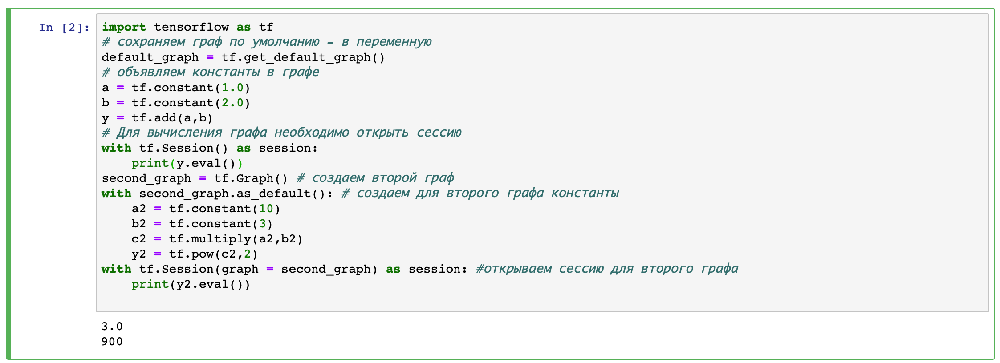 In [2]:
import tensorflow as tf
# сохраняем граф по умолчанию – в переменную
default_graph = tf.get_default_graph()
# объявляем константы в графе
a = tf.constant(1.0)
b = tf.constant(2.0)
y = tf.add(a,b)
# Для вычисления графа необходимо открыть сессию
with tf.Session() as session:
    print(y.eval())
second_graph = tf.Graph() # создаем второй граф
with second_graph.as_default(): # создаем для второго графа константы
    a2 = tf.constant(10)
    b2 = tf.constant(3)
    c2 = tf.multiply(a2,b2)
    y2 = tf.pow(c2,2)
with tf.Session(graph = second_graph) as session: #открываем сессию для второго графа
    print(y2.eval())
3.0
900